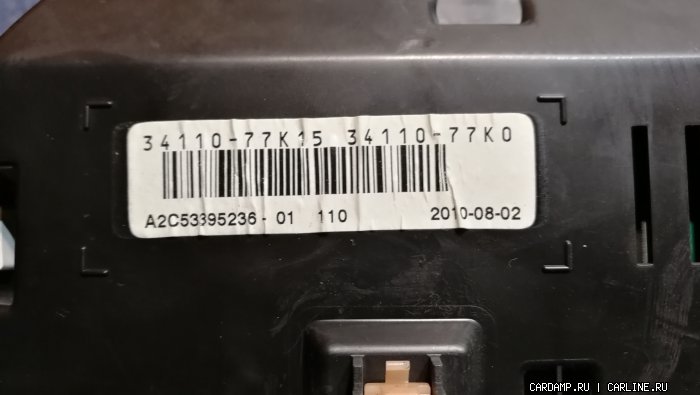 34110-77K15 34110-77K0
A2C53395236-01 110 2010-08-02
CARDAMP.RU | CARLINE.RU